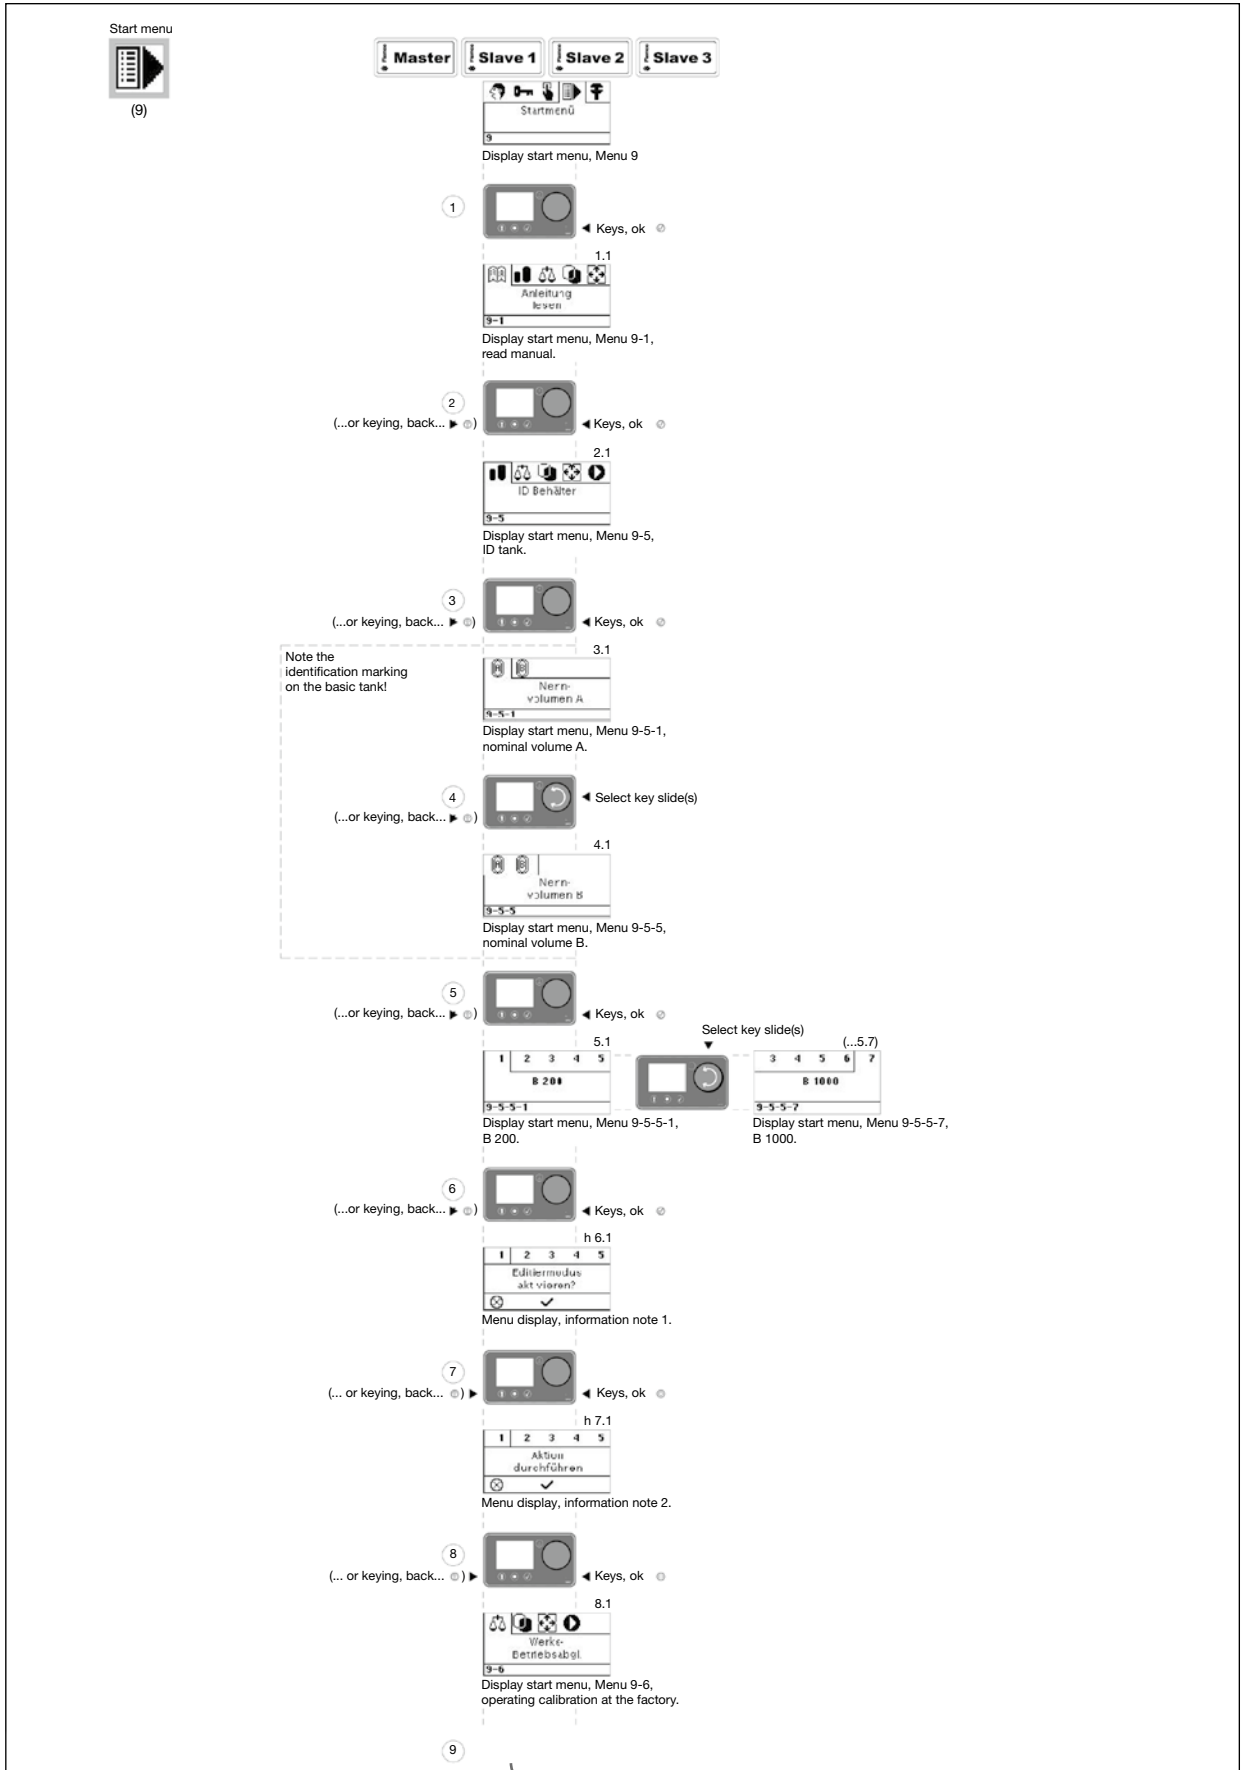 Start menu
(9)
Master
Slave 1
Slave 2
Slave 3
Startmenü
9
Display start menu, Menu 9
1
Keys, ok
1.1
Anleitung
lesen
9-1
Display start menu, Menu 9-1,
read manual.
2
(...or keying, back... )
Keys, ok
2.1
ID Behälter
9-5
Display start menu, Menu 9-5,
ID tank.
3
(...or keying, back... )
Keys, ok
Note the
identification marking
on the basic tank!
3.1
Nenn-
volumen A
9-5-1
Display start menu, Menu 9-5-1,
nominal volume A.
4
Select key slide(s)
(...or keying, back... )
4.1
Nenn-
volumen B
9-5-5
Display start menu, Menu 9-5-5,
nominal volume B.
5
(...or keying, back... )
Keys, ok
Select key slide(s)
5.1
(...5.7)
1 2 3 4 5
3 4 5 6 7
B 200
B 1000
9-5-5-1
9-5-5-7
Display start menu, Menu 9-5-5-1,
B 200.
Display start menu, Menu 9-5-5-7,
B 1000.
6
(...or keying, back... )
Keys, ok
h 6.1
1 2 3 4 5
Editiermodus
aktivieren?
Menu display, information note 1.
7
(... or keying, back... )
Keys, ok
h 7.1
1 2 3 4 5
Aktion
durchführen
Menu display, information note 2.
8
(... or keying, back... )
Keys, ok
8.1
Werks-
Betriebsabgl.
9-6
Display start menu, Menu 9-6,
operating calibration at the factory.
9